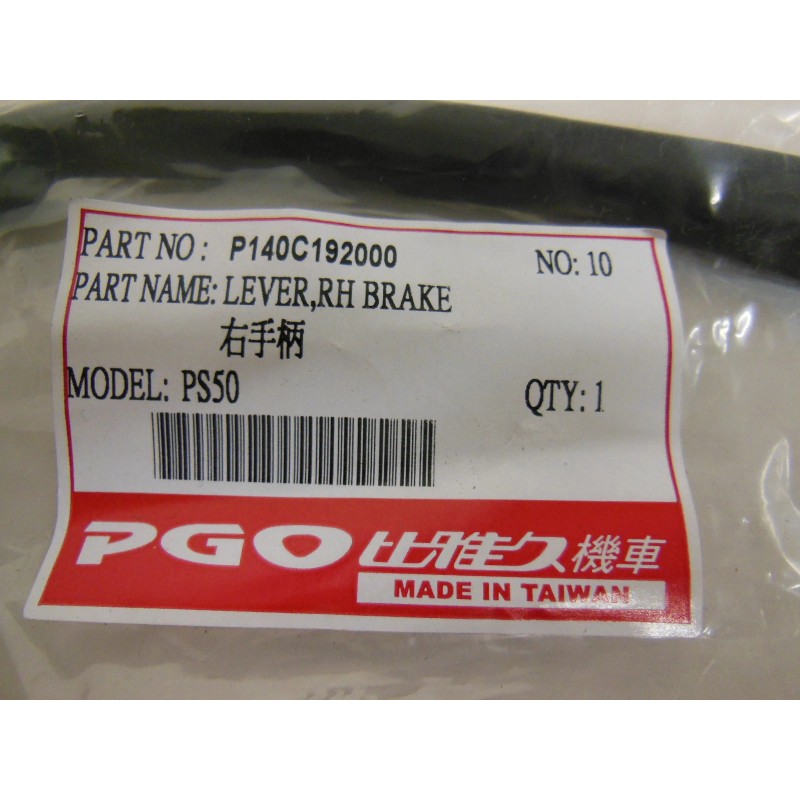 PART NO: P140C192000 NO: 10
PART NAME: LEVER,RH BRAKE
右手柄
MODEL: PS50 QTY: 1
PGO 比雅久機車
MADE IN TAIWAN